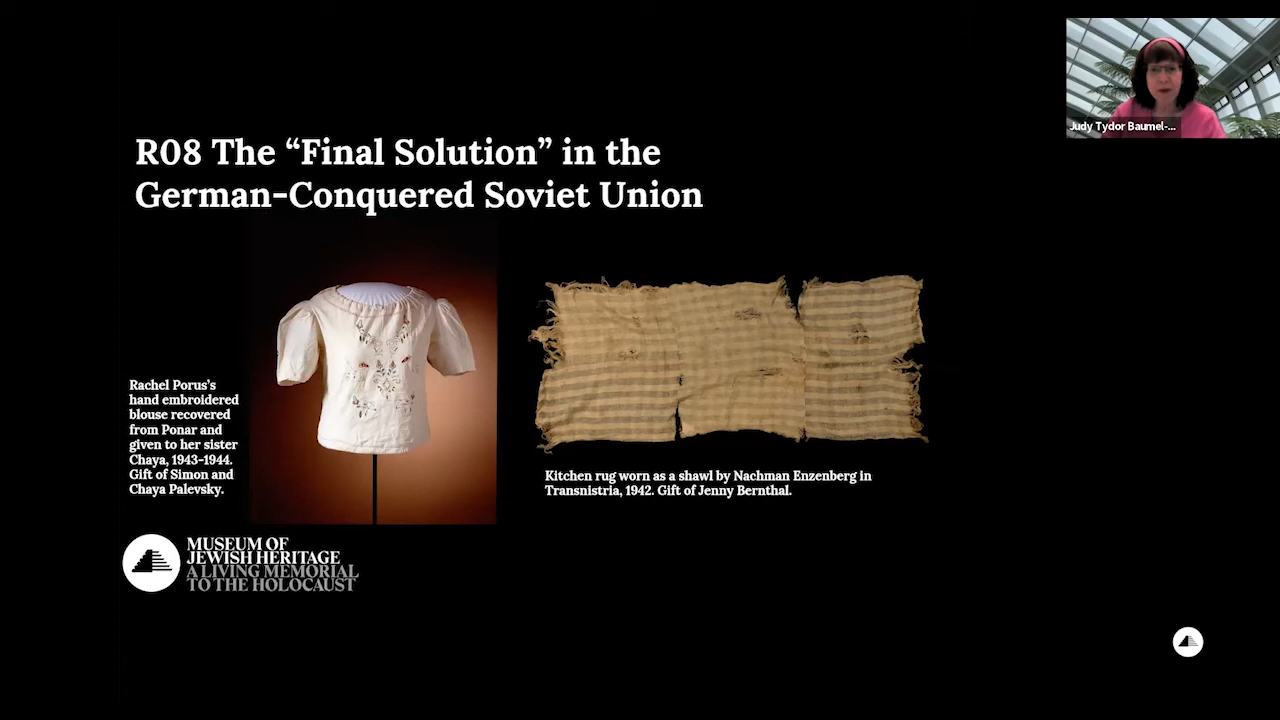 Judy Tydor Baumel-...
R08 The “Final Solution” in the
German-Conquered Soviet Union
Rachel Porus's
hand embroidered
blouse recovered
from Ponar and
given to her sister
Chaya, 1943-1944.
Gift of Simon and
Chaya Palevsky.
Kitchen rug worn as a shawl by Nachman Enzenberg in
Transnistria, 1942. Gift of Jenny Bernthal.
MUSEUM OF
JEWISH HERITAGE
A LIVING MEMORIAL
TO THE HOLOCAUST